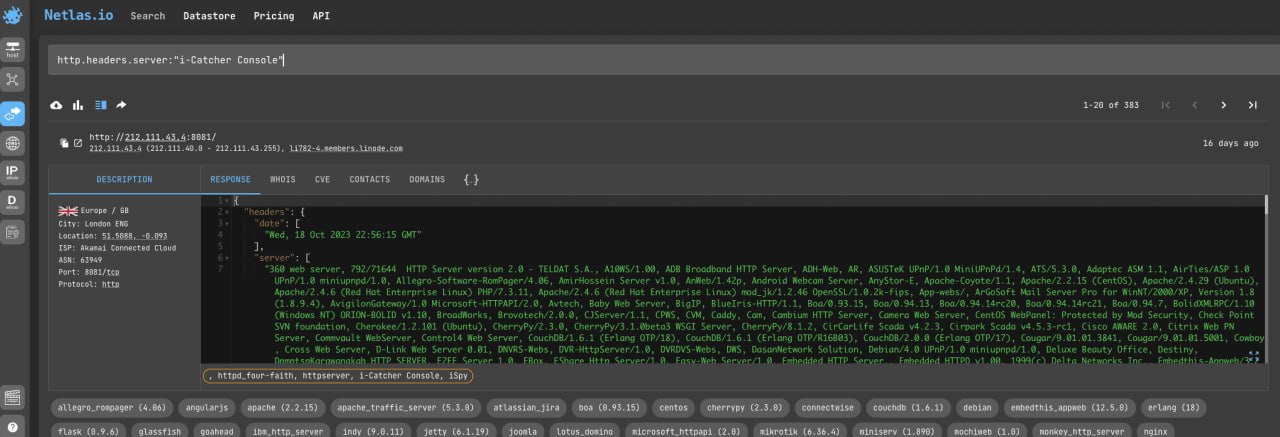 Netlas.io Search Datastore Pricing API
host
http.headers.server:"i-Catcher Console"
1-20 of 383
http://212.111.43.4:8081/
212.111.43.4 (212.111.40.0 - 212.111.43.255), li782-4.members.linode.com
16 days ago
IP
whois
D
whois
DESCRIPTION
RESPONSE WHOIS CVE CONTACTS DOMAINS {..}
Europe / GB
City: London ENG
Location: 51.5088, -0.093
ISP: Akamai Connected Cloud
ASN: 63949
Port: 8081/tcp
Protocol: http
1 {
2 "headers": {
3 "date": [
4 "Wed, 18 Oct 2023 22:56:15 GMT"
5 ],
6 "server": [
7 "360 web server, 792/71644 HTTP Server version 2.0 - TELDAT S.A., A10WS/1.00, ADB Broadband HTTP Server, ADH-Web, AR, ASUSTeK UPnP/1.0 MiniUPnPd/1.4, ATS/5.3.0, Adaptec ASM 1.1, AirTies/ASP 1.0
UPnP/1.0 miniupnpd/1.0, Allegro-Software-RomPager/4.06, AmirHossein Server v1.0, AnWeb/1.42p, Android Webcam Server, AnyStor-E, Apache-Coyote/1.1, Apache/2.2.15 (CentOS), Apache/2.4.29 (Ubuntu),
Apache/2.4.6 (Red Hat Enterprise Linux) PHP/7.3.11, Apache/2.4.6 (Red Hat Enterprise Linux) mod_jk/1.2.46 OpenSSL/1.0.2k-fips, App-webs/, ArGoSoft Mail Server Pro for WinNT/2000/XP, Version 1.8
(1.8.9.4), AvigilonGateway/1.0 Microsoft-HTTPAPI/2.0, Avtech, Baby Web Server, BigIP, BlueIris-HTTP/1.1, Boa/0.93.15, Boa/0.94.13, Boa/0.94.14rc20, Boa/0.94.14rc21, Boa/0.94.7, BolidXMLRPC/1.10
(Windows NT) ORION-BOLID v1.10, BroadWorks, Brovotech/2.0.0, CJServer/1.1, CPWS, CVM, Caddy, Cam, Cambium HTTP Server, Camera Web Server, CentOS WebPanel: Protected by Mod Security, Check Point
SVN foundation, Cherokee/1.2.101 (Ubuntu), CherryPy/2.3.0, CherryPy/3.1.0beta3 WSGI Server, CherryPy/8.1.2, CirCarLife Scada v4.2.3, Cirpark Scada v4.5.3-rc1, Cisco AWARE 2.0, Citrix Web PN
Server, Commvault WebServer, Control4 Web Server, CouchDB/1.6.1 (Erlang OTP/18), CouchDB/1.6.1 (Erlang OTP/R16B03), CouchDB/2.0.0 (Erlang OTP/17), Cougar/9.01.01.3841, Cougar/9.01.01.5001, Cowboy
, Cross Web Server, D-Link Web Server 0.01, DNVRS-Webs, DVR-HttpServer/1.0, DVRDVS-Webs, DWS, DasanNetwork Solution, Debian/4.0 UPnP/1.0 miniupnpd/1.0, Deluxe Beauty Office, Destiny,
HTTP SERVER, EZEE Server/1.0, EBox, EShare Http Server/1.0, Easy-Web Server/1.0, Embedded HTTP Server., Embedded HTTPD v1.00, 1999(c) Delta Networks Inc., Embedthis-Appweb/
, httpd_four-faith, httpserver, i-Catcher Console, iSpy
allegro_rompager (4.06) angularjs apache (2.2.15) apache_traffic_server (5.3.0) atlassian_jira boa (0.93.15) centos cherrypy (2.3.0) connectwise couchdb (1.6.1) debian embedthis_appweb (12.5.0) erlang (18)
flask (0.9.6) glassfish goahead ibm_http_server indy (9.0.11) jetty (6.1.19) joomla lotus_domino microsoft_httpapi (2.0) mikrotik (6.36.4) miniserv (1.890) mochiweb (1.0) monkey_http_server nginx